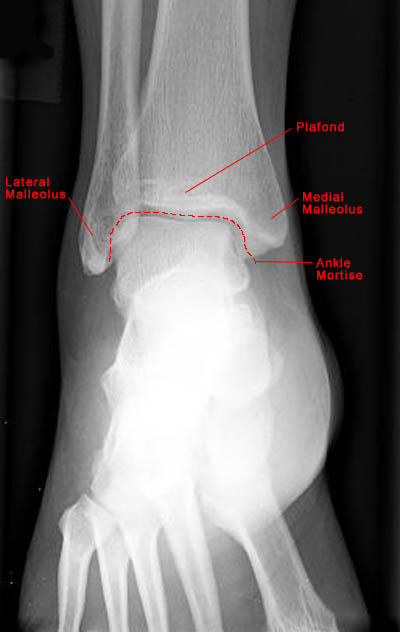 Plafond
Lateral
Malleolus
Medial
Malleolus
Ankle
Mortise